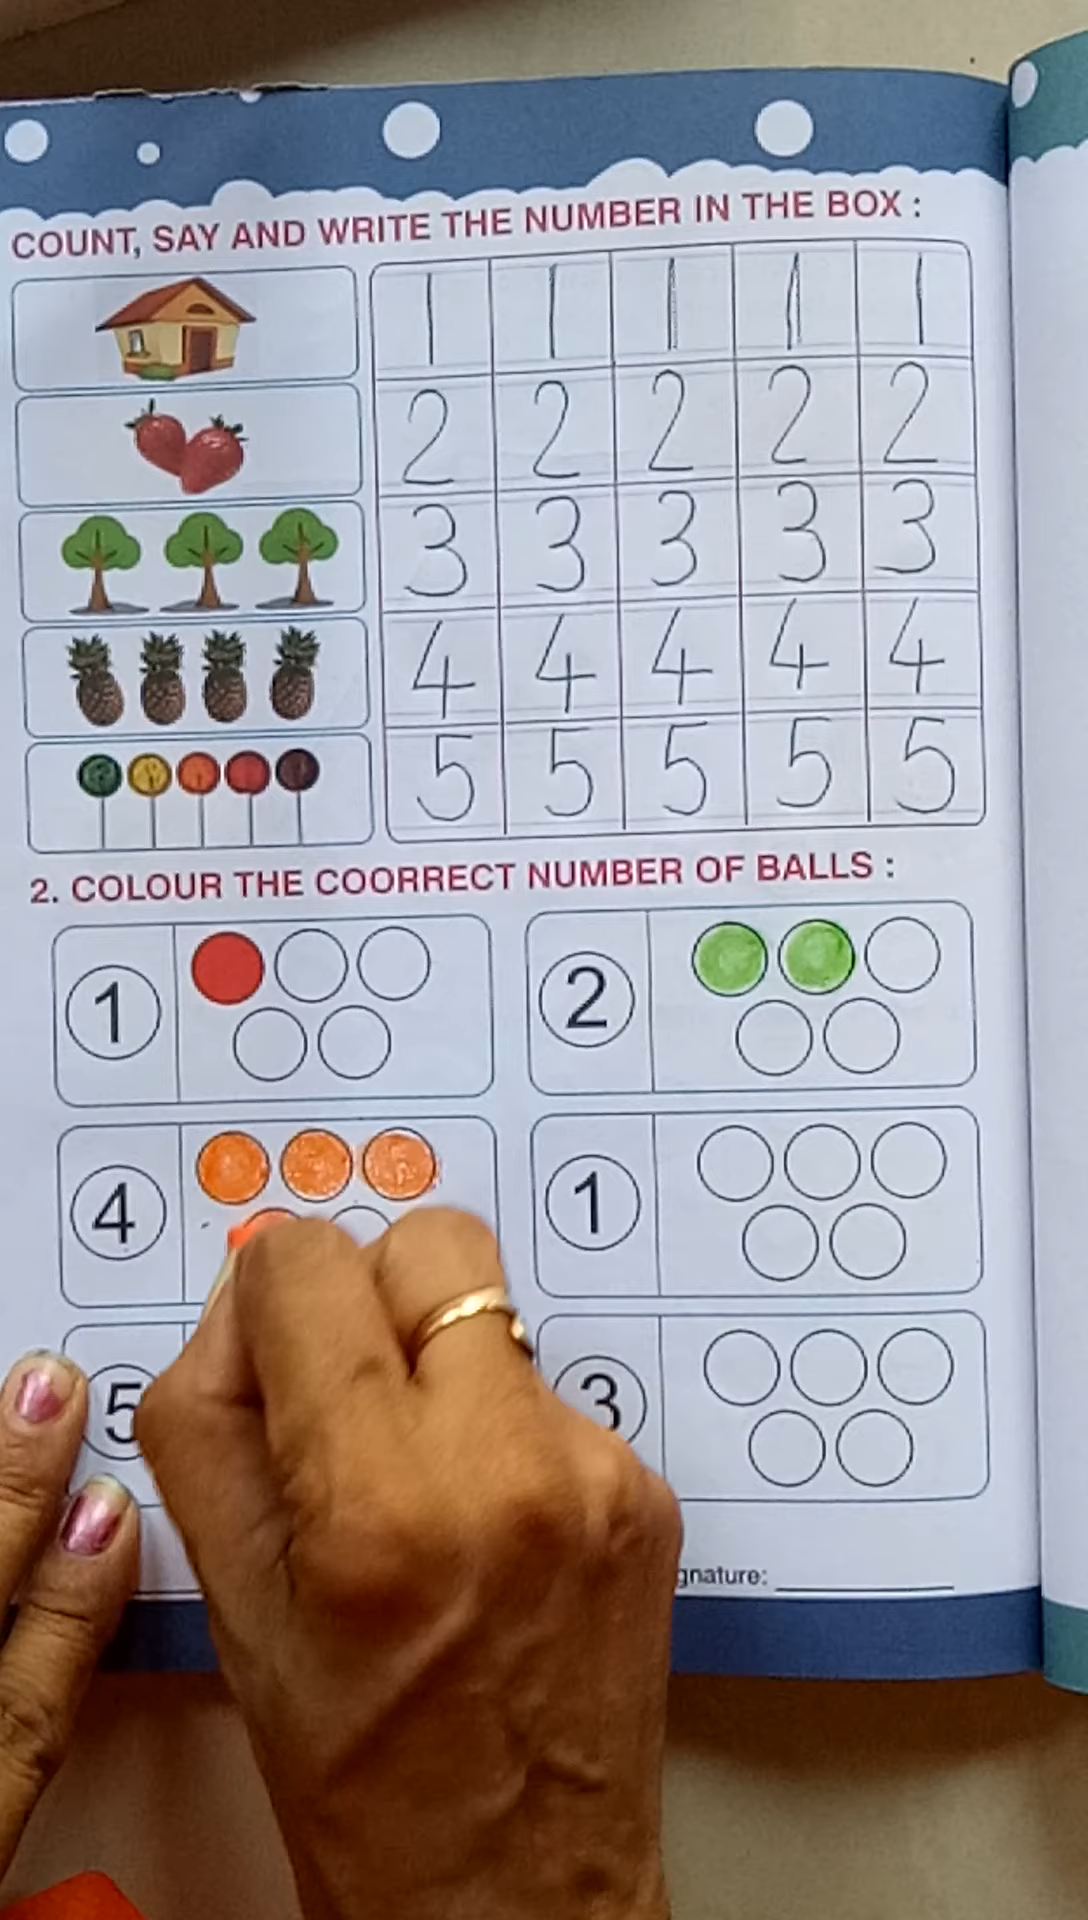 COUNT, SAY AND WRITE THE NUMBER IN THE BOX :
1 1 1 1 1
2 2 2 2 2
3 3 3 3 3
4 4 4 4 4
5 5 5 5 5
2. COLOUR THE COORRECT NUMBER OF BALLS :
1 2
4 1
5 3
gnature: